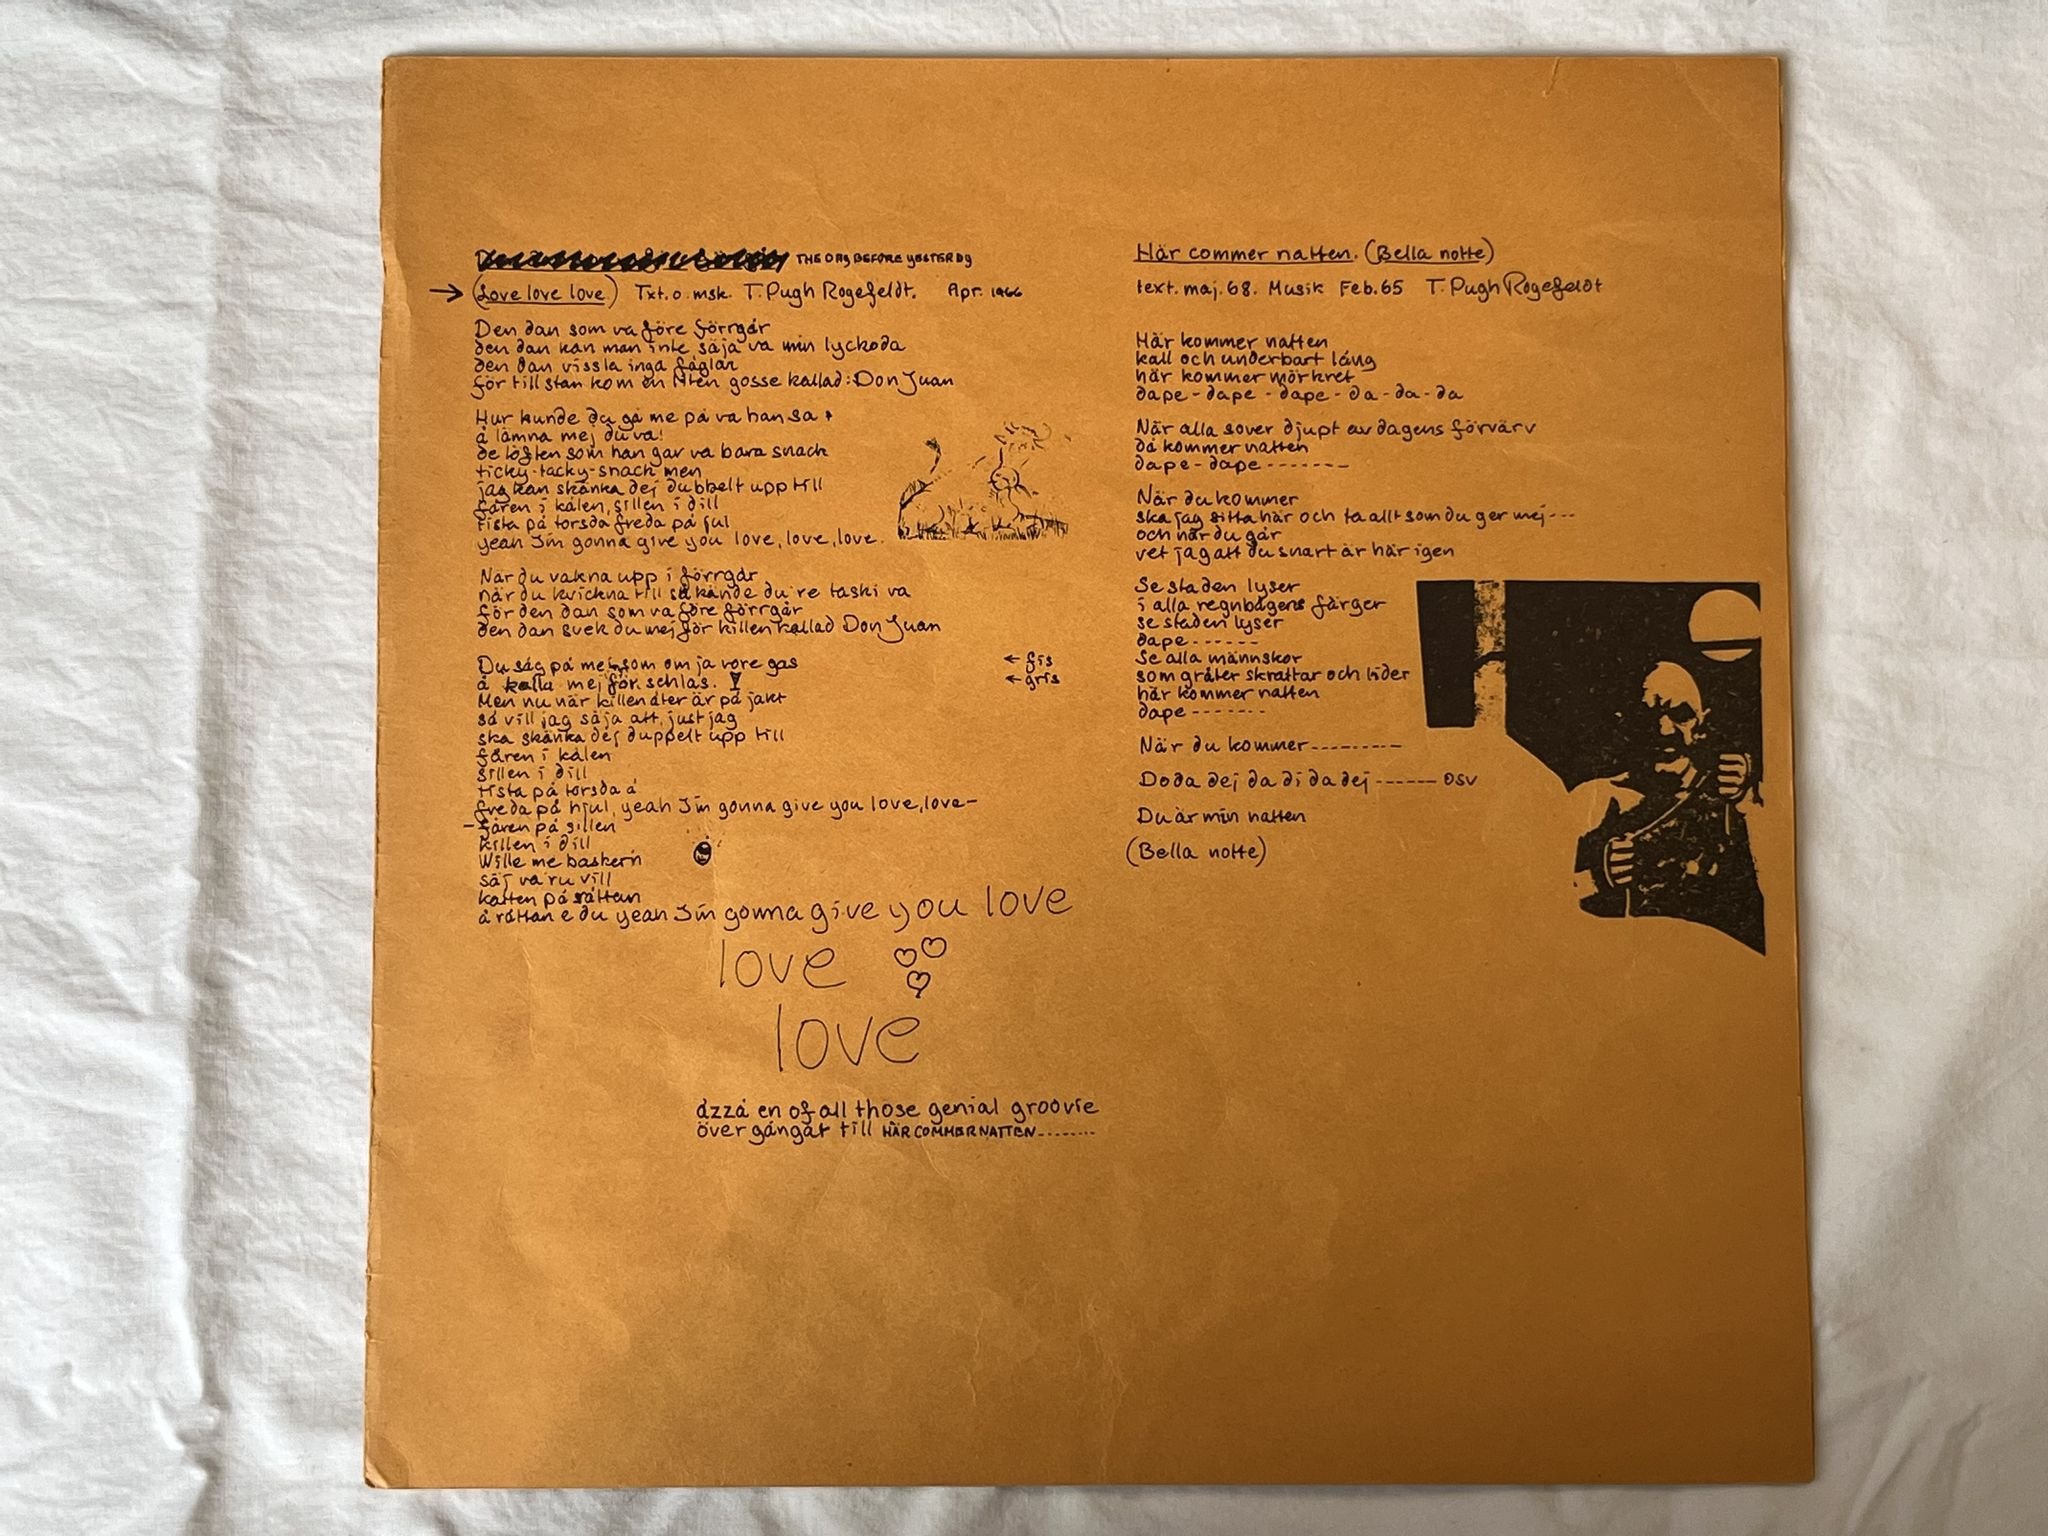 THE DAY BEFORE YESTERDY
→ (Love love love) Txt. o. msk. T. Pugh Rogefeldt. Apr. 1966
Den dan som va före förrgår
den dan kan man inte säja va min lyckoda
den dan vissla inga fåglar
för till stan kom en liten gosse kallad: Don Juan
Hur kunde du gå me på va han sa
å lämna mej du va!
de löften som han gav va bara snack
ticky-tacky-snack men
jag kan skänka dej dubbelt upp till
fåren i kålen, sillen i dill
tista på torsda freda på jul
yeah I'm gonna give you love, love, love.
När du vakna upp i förrgår
når du kvickna till så kände du're taski va
för den dan som va före förrgår
den dan svek du mej för killen kallad Don Juan
Du såg på mej som om ja vore gas ← fis
å kalla mej för schlas. ← gris
Men nu när killen åter är på jakt
så vill jag säja att, just jag
ska skänka dej duppelt upp till
fåren i kålen
sillen i dill
tista på torsda å
freda på hjul, yeah I'm gonna give you love, love-
-fåren på sillen
killen i dill
Wille me baskern
säj va'ru vill
katten på råttan
å råttan e du yeah I'm gonna give you love
love
love
åzzå en of all those genial groovie
övergångar till HÄR COMMER NATTEN........
Här commer natten. (Bella notte)
text. maj. 68. Musik Feb. 65 T. Pugh Rogefeldt
Här kommer natten
kall och underbart lång
här kommer mörkret
dape - dape - dape - da - da - da
När alla sover djupt av dagens förvärv
då kommer natten
dape - dape -------
När du kommer
ska jag sitta här och ta allt som du ger mej---
och när du går
vet jag att du snart är här igen
Se staden lyser
i alla regnbågens färger
se staden lyser
dape ------
Se alla männskor
som gråter skrattar och lider
här kommer natten
dape -------
När du kommer ---------
Doda dej da di da dej ------ osv
Du är min natten
(Bella notte)